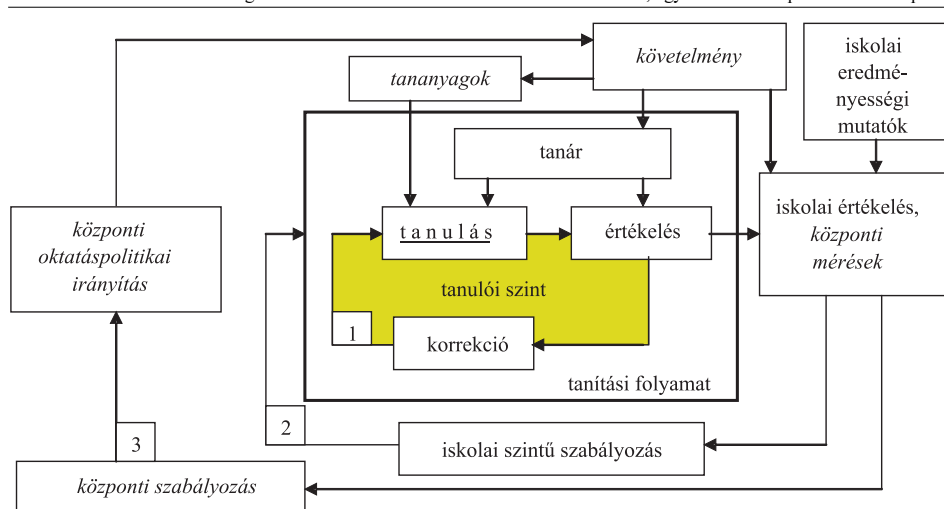 követelmény
iskolai
eredmé-
nyességi
mutatók
tananyagok
tanár
központi
oktatáspolitikai
irányítás
tanulás
értékelés
iskolai értékelés,
központi
mérések
tanulói szint
1
korrekció
tanítási folyamat
2
iskolai szintű szabályozás
3
központi szabályozás